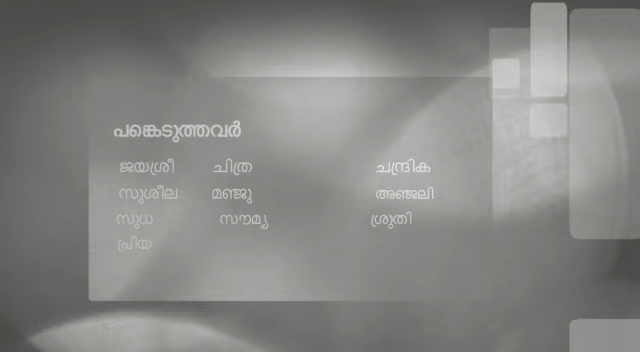 പങ്കെടുത്തവർ
ജയശ്രീ ചിത്ര ചന്ദ്രിക
സുശീല മഞ്ജു അഞ്ജലി
സുധ സൗമ്യ ശ്രുതി
പ്രിയ